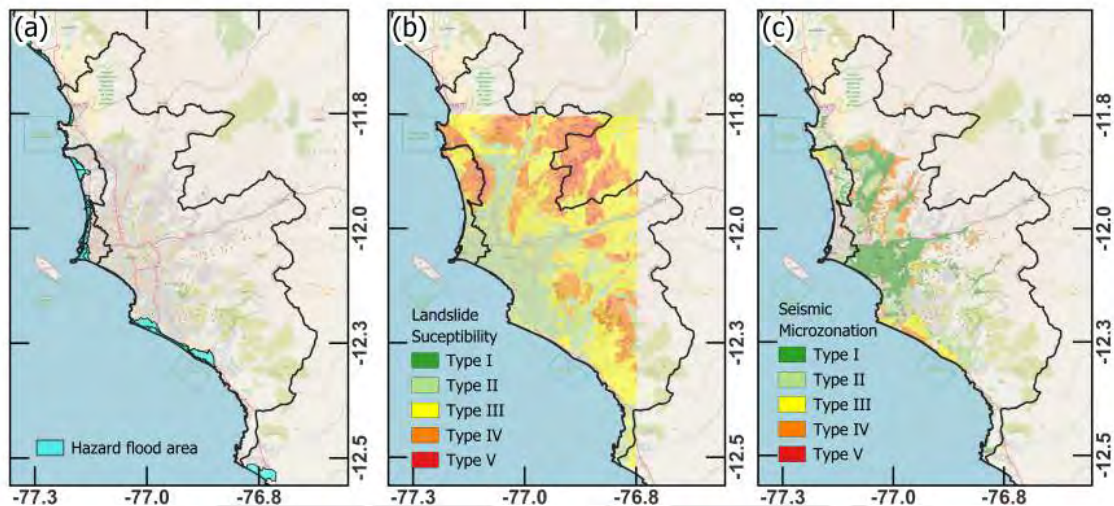 (a)
Hazard flood area
-77.3
-77.0
-76.8
-11.8
-12.0
-12.3
-12.5
(b)
Landslide
Suceptibility
Type I
Type II
Type III
Type IV
Type V
-77.3
-77.0
-76.8
(c)
Seismic
Microzonation
Type I
Type II
Type III
Type IV
Type V
-77.3
-77.0
-76.8
-11.8
-12.0
-12.3
-12.5